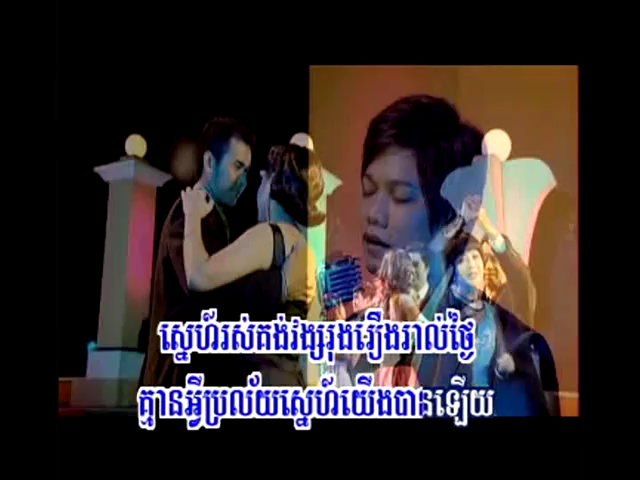 ស្នេហ៍រស់គង់វង្សរុងរឿងរាល់ថ្ងៃ
គ្មានអ្វីប្រល័យស្នេហ៍យើងបានឡើយ